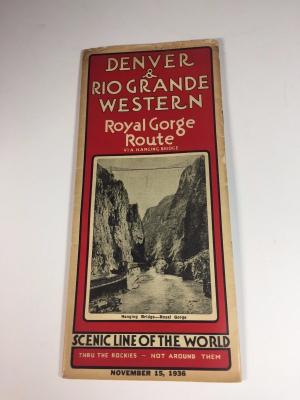 DENVER
&
RIO GRANDE
WESTERN
Royal Gorge
Route
VIA HANGING BRIDGE
Hanging Bridge—Royal Gorge
SCENIC LINE OF THE WORLD
THRU THE ROCKIES - NOT AROUND THEM
NOVEMBER 15, 1936